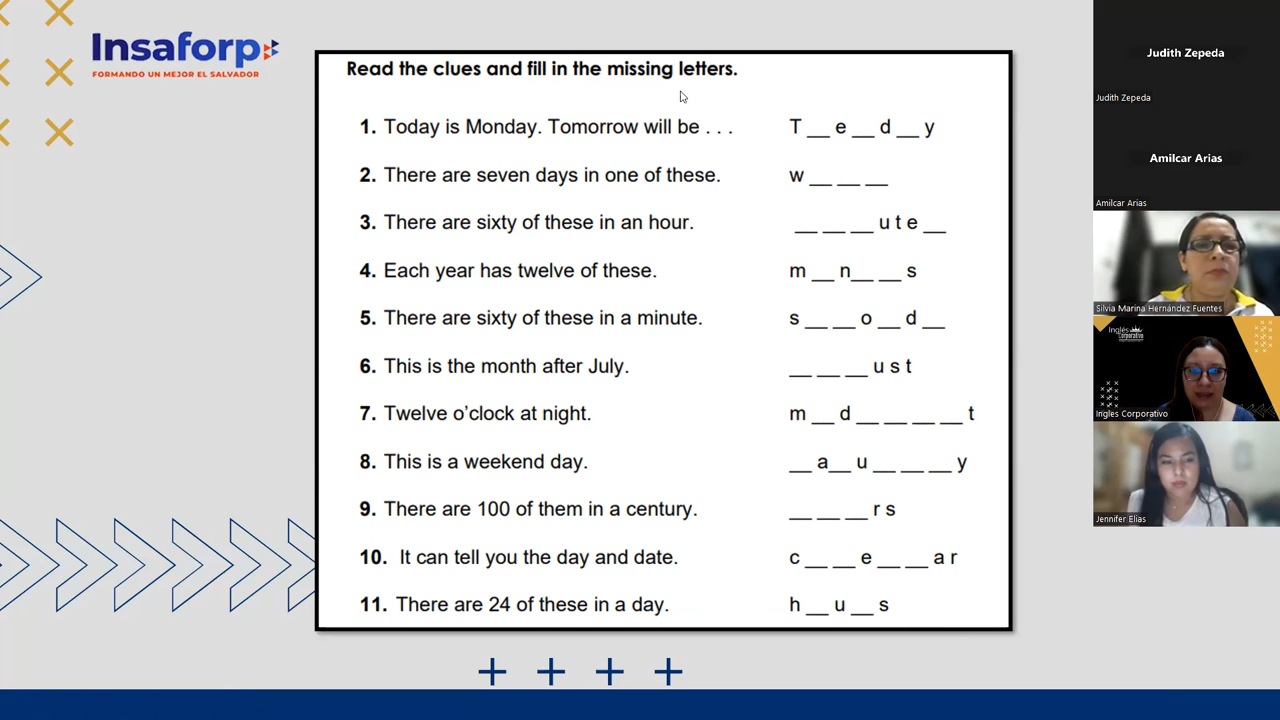 Insaforp
FORMANDO UN MEJOR EL SALVADOR
Read the clues and fill in the missing letters.
1. Today is Monday. Tomorrow will be . . . T __ e __ d __ y
2. There are seven days in one of these. w __ __ __
3. There are sixty of these in an hour. __ __ __ u t e __
4. Each year has twelve of these. m __ n__ __ s
5. There are sixty of these in a minute. s __ __ o __ d __
6. This is the month after July. __ __ __ u s t
7. Twelve o’clock at night. m __ d __ __ __ __ t
8. This is a weekend day. __ a__ u __ __ __ y
9. There are 100 of them in a century. __ __ __ r s
10. It can tell you the day and date. c __ __ e __ __ a r
11. There are 24 of these in a day. h __ u __ s
Judith Zepeda
Judith Zepeda
Amilcar Arias
Amilcar Arias
Silvia Marina Hernández Fuentes
Inglés
Corporativo
Ingles Corporativo
Jennifer Elias